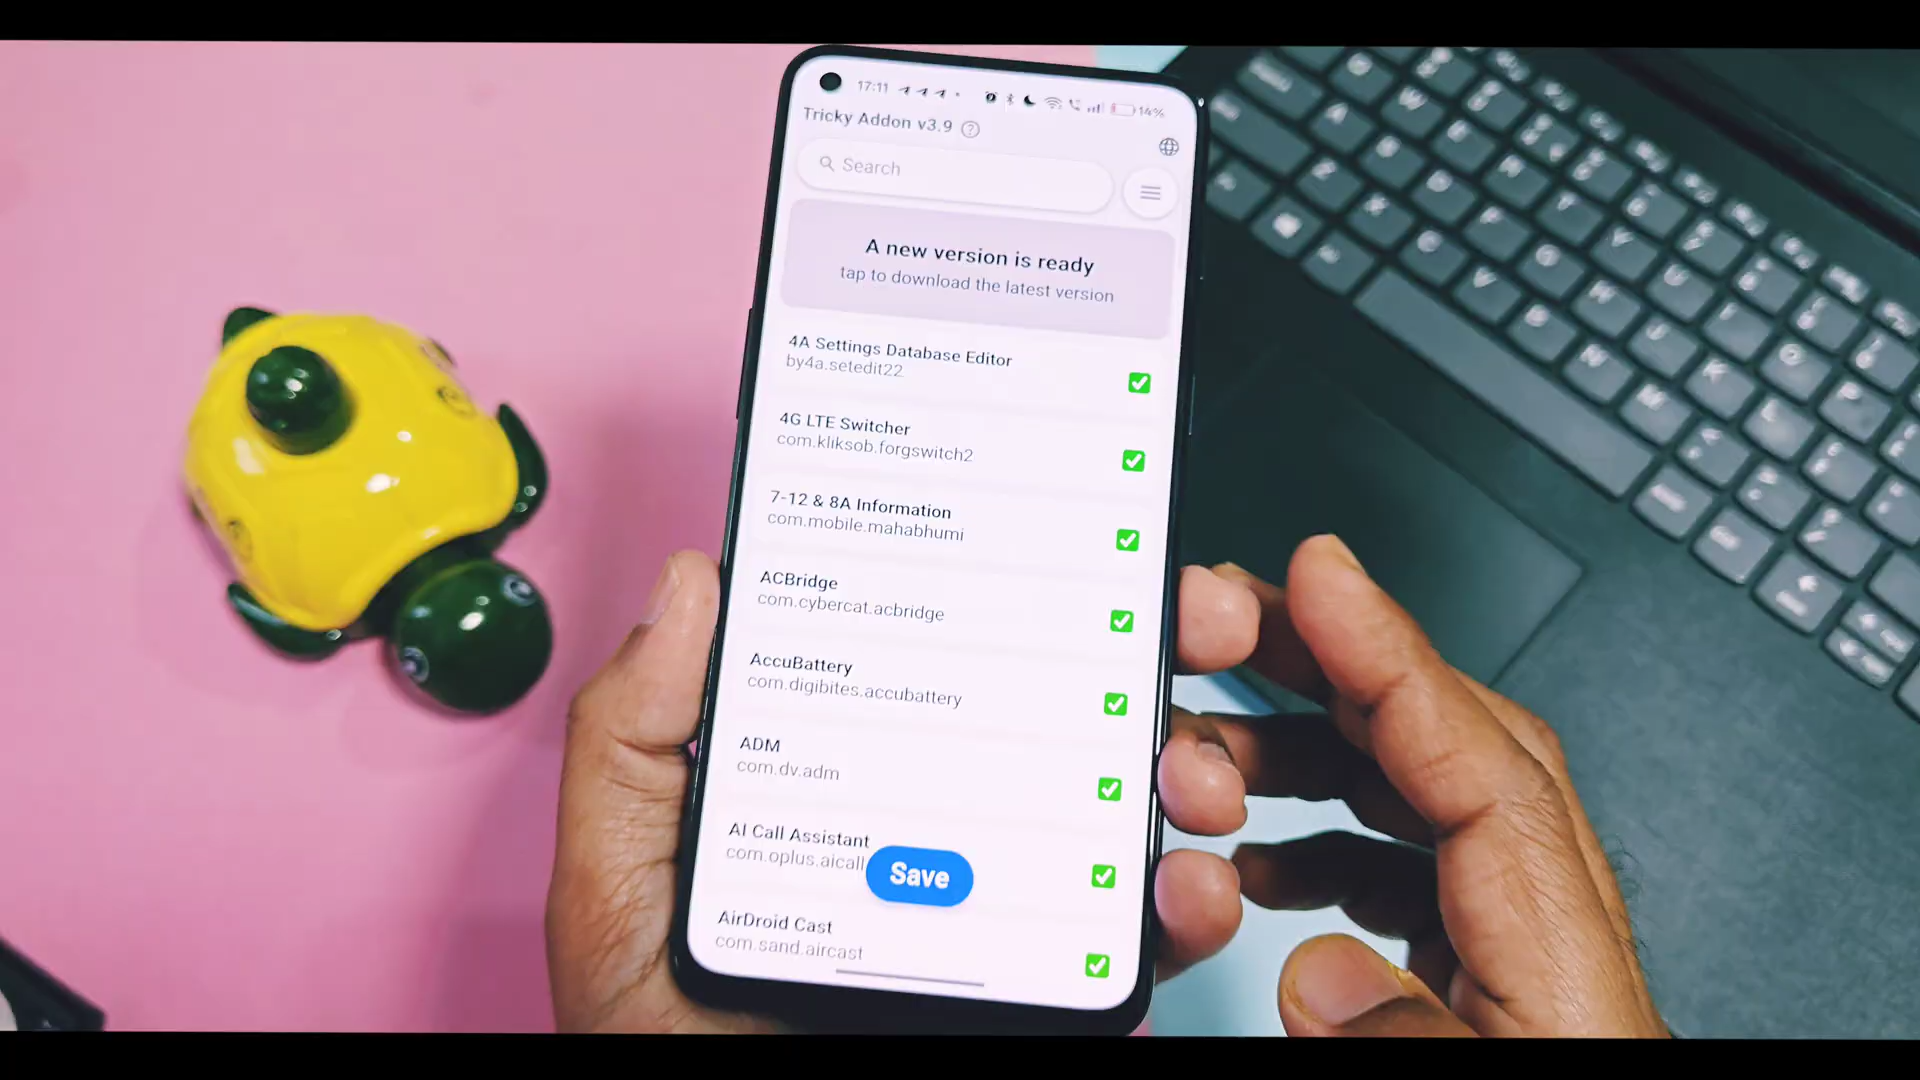 17:11
14%
Tricky Addon v3.9
Search
A new version is ready
tap to download the latest version
4A Settings Database Editor
by4a.setedit22
4G LTE Switcher
com.kliksob.forgswitch2
7-12 & 8A Information
com.mobile.mahabhumi
ACBridge
com.cybercat.acbridge
AccuBattery
com.digibites.accubattery
ADM
com.dv.adm
AI Call Assistant
com.oplus.aicall
Save
AirDroid Cast
com.sand.aircast